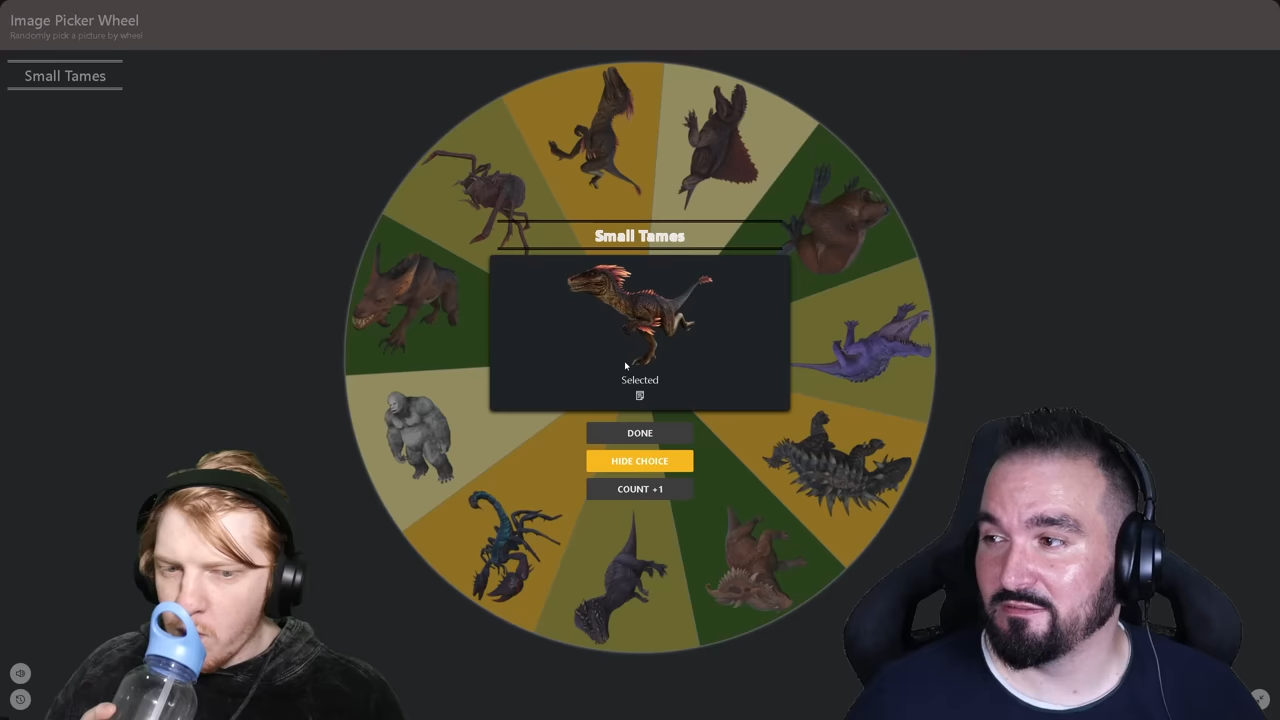 Image Picker Wheel
Randomly pick a picture by wheel
Small Tames
Small Tames
Selected
DONE
HIDE CHOICE
COUNT +1